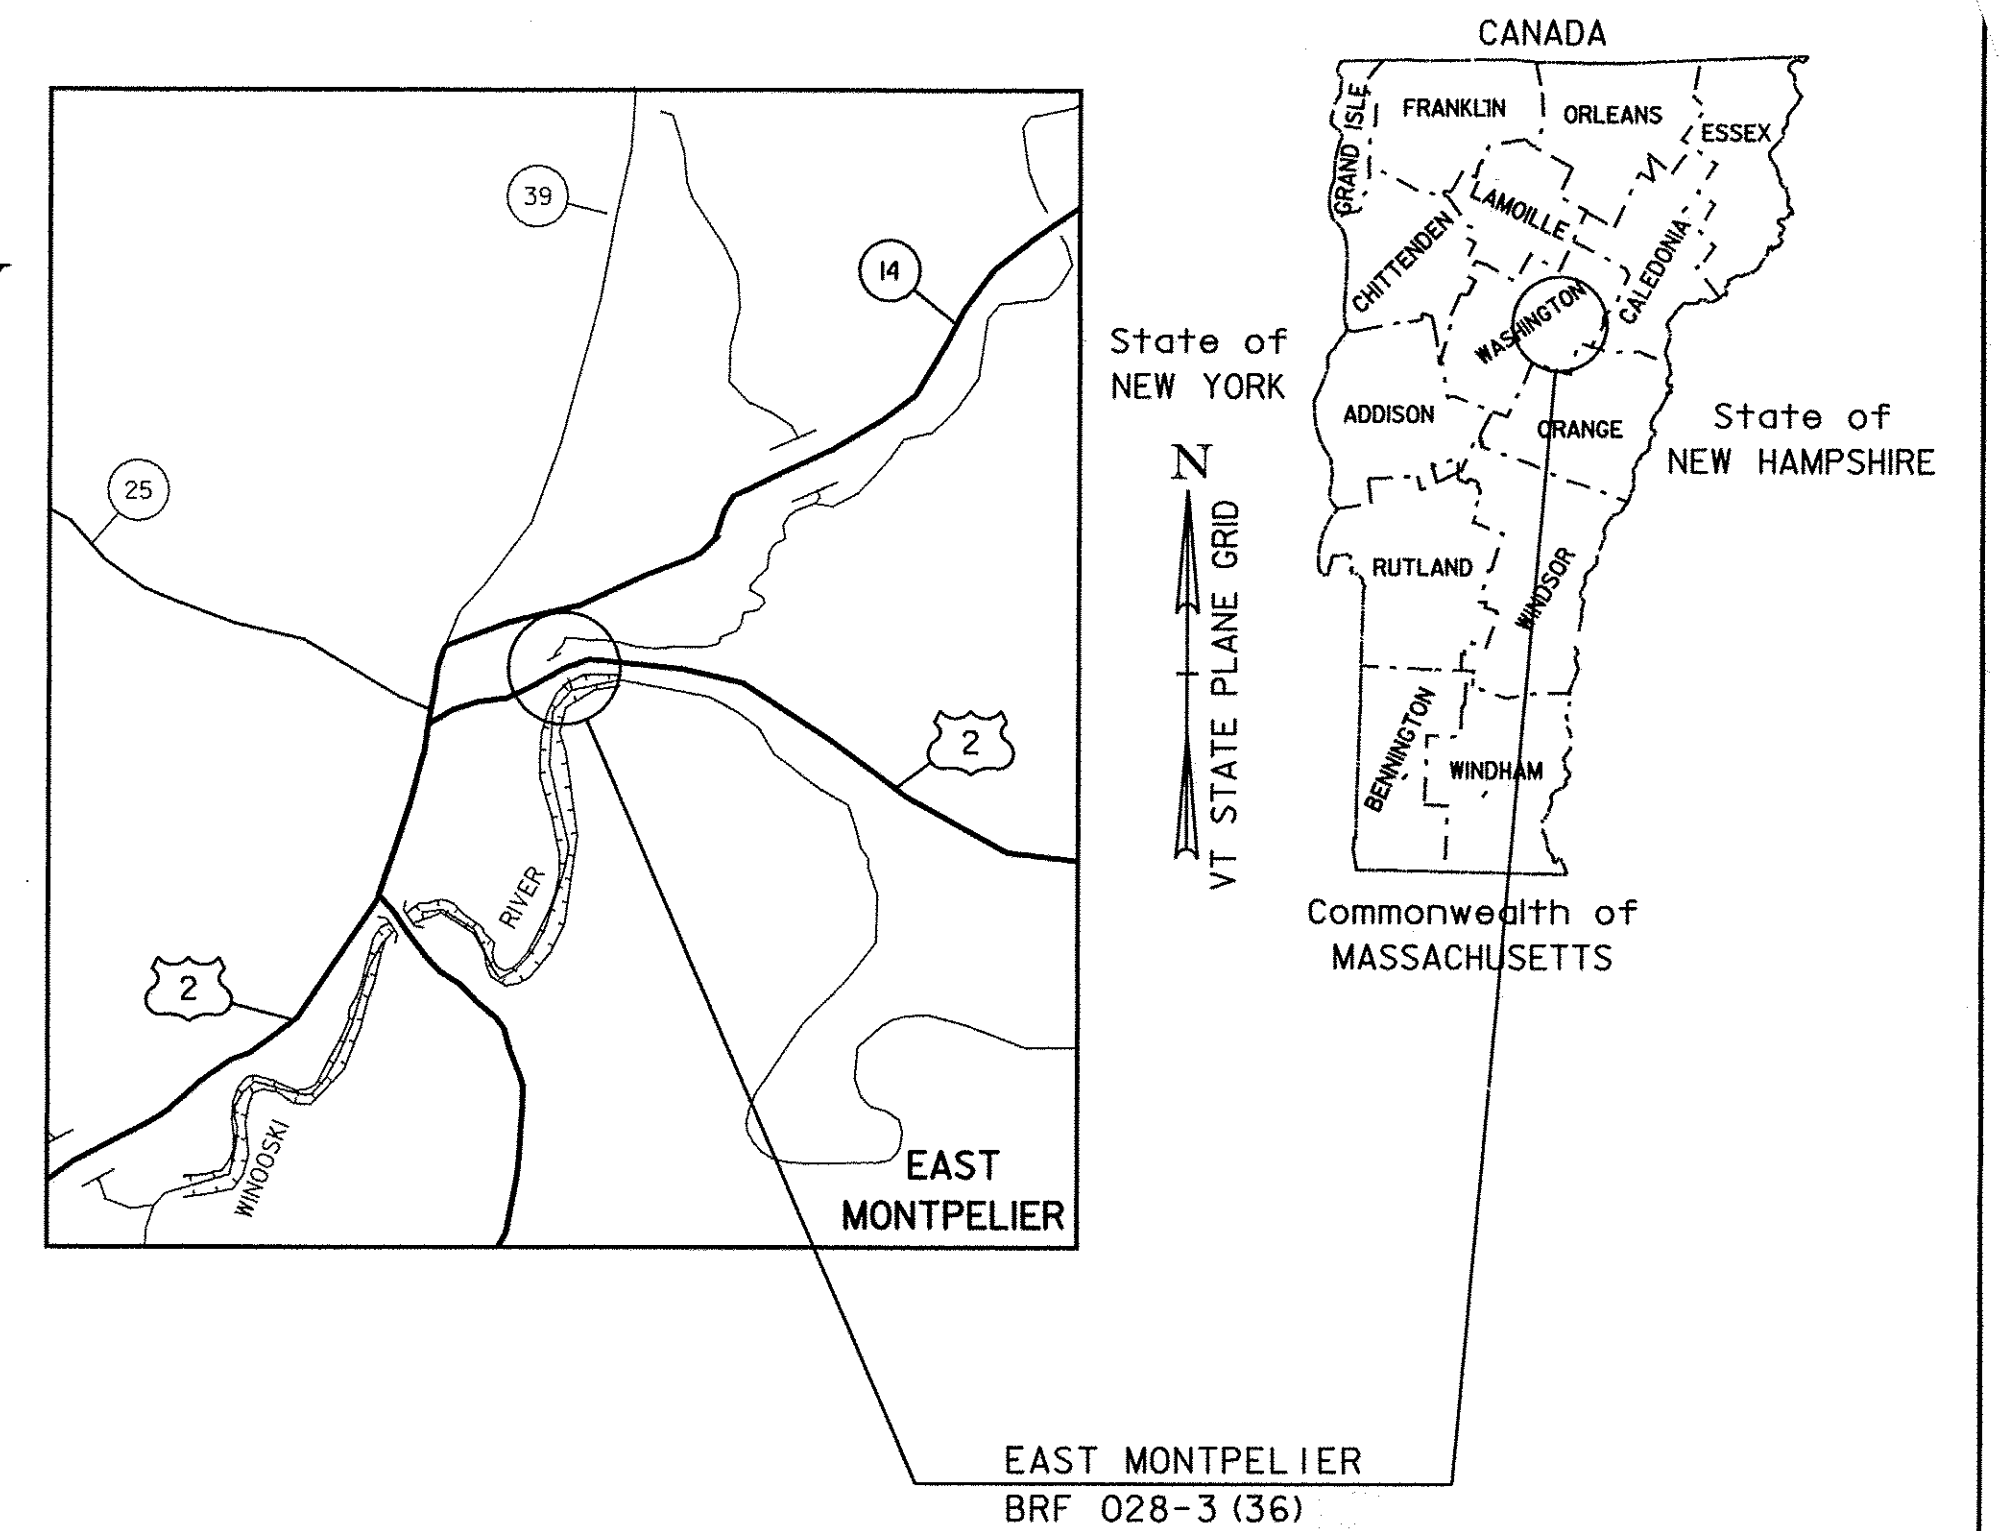 39
14
25
2
2
RIVER
WINOOSKI
EAST
MONTPELIER
CANADA
GRAND ISLE
FRANKLIN
ORLEANS
ESSEX
LAMOILLE
CHITTENDEN
CALEDONIA
WASHINGTON
State of
NEW YORK
ADDISON
ORANGE
State of
NEW HAMPSHIRE
N
VT STATE PLANE GRID
RUTLAND
WINDSOR
BENNINGTON
WINDHAM
Commonwealth of
MASSACHUSETTS
EAST MONTPELIER
BRF 028-3 (36)